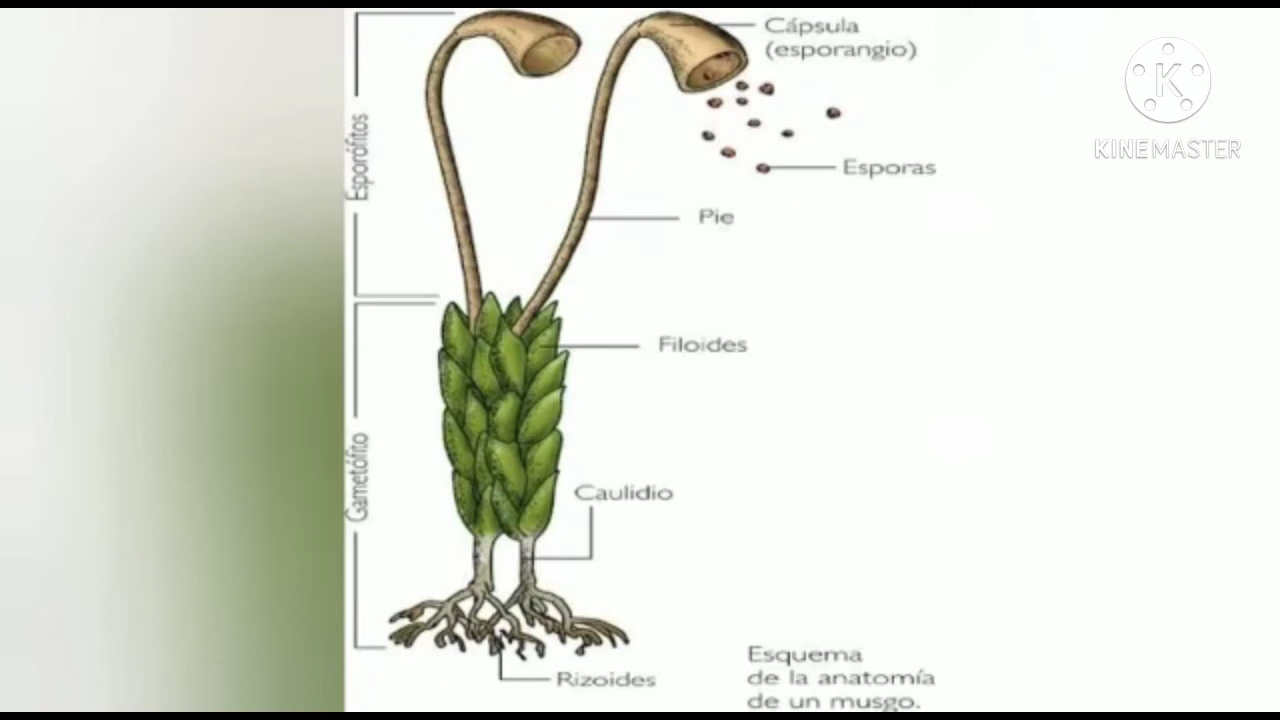 Cápsula
(esporangio)
K
KINEMASTER
Esporófitos
Esporas
Pie
Filoides
Gametófito
Caulidio
Rizoides
Esquema
de la anatomía
de un musgo.